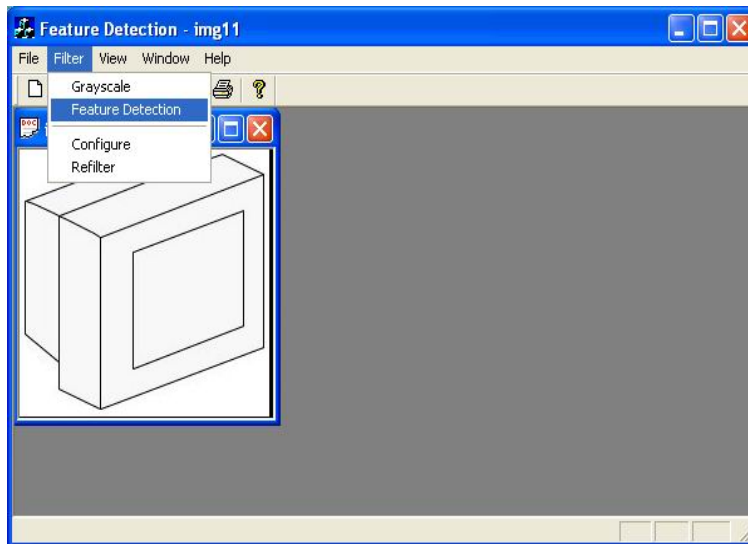 Feature Detection - img11
File Filter View Window Help
Grayscale
Feature Detection
Configure
Refilter